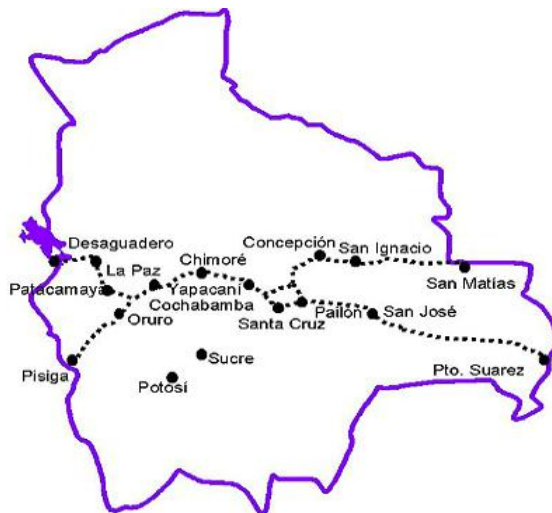 Desaguadero
Chimoré
Concepción
San Ignacio
La Paz
San Matías
Patacamaya
Yapacaní
Cochabamba
Oruro
Santa Cruz
Pailón
San José
Sucre
Pisiga
Potosí
Pto. Suarez